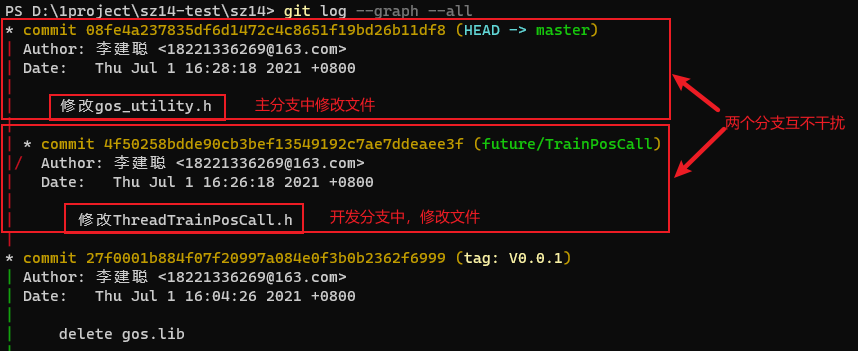 PS D:\1project\sz14-test\sz14> git log --graph --all
* commit 08fe4a237835df6d1472c4c8651f19bd26b11df8 (HEAD -> master)
| Author: 李建聪 <18221336269@163.com>
| Date:   Thu Jul 1 16:28:18 2021 +0800
|
|     修改gos_utility.h 主分支中修改文件
|
| * commit 4f50258bdde90cb3bef13549192c7ae7ddeaee3f (future/TrainPosCall) 两个分支互不干扰
|/  Author: 李建聪 <18221336269@163.com>
|   Date:   Thu Jul 1 16:26:18 2021 +0800
|
|       修改ThreadTrainPosCall.h 开发分支中，修改文件
|
* commit 27f0001b884f07f20997a084e0f3b0b2362f6999 (tag: V0.0.1)
| Author: 李建聪 <18221336269@163.com>
| Date:   Thu Jul 1 16:04:26 2021 +0800
|
|     delete gos.lib